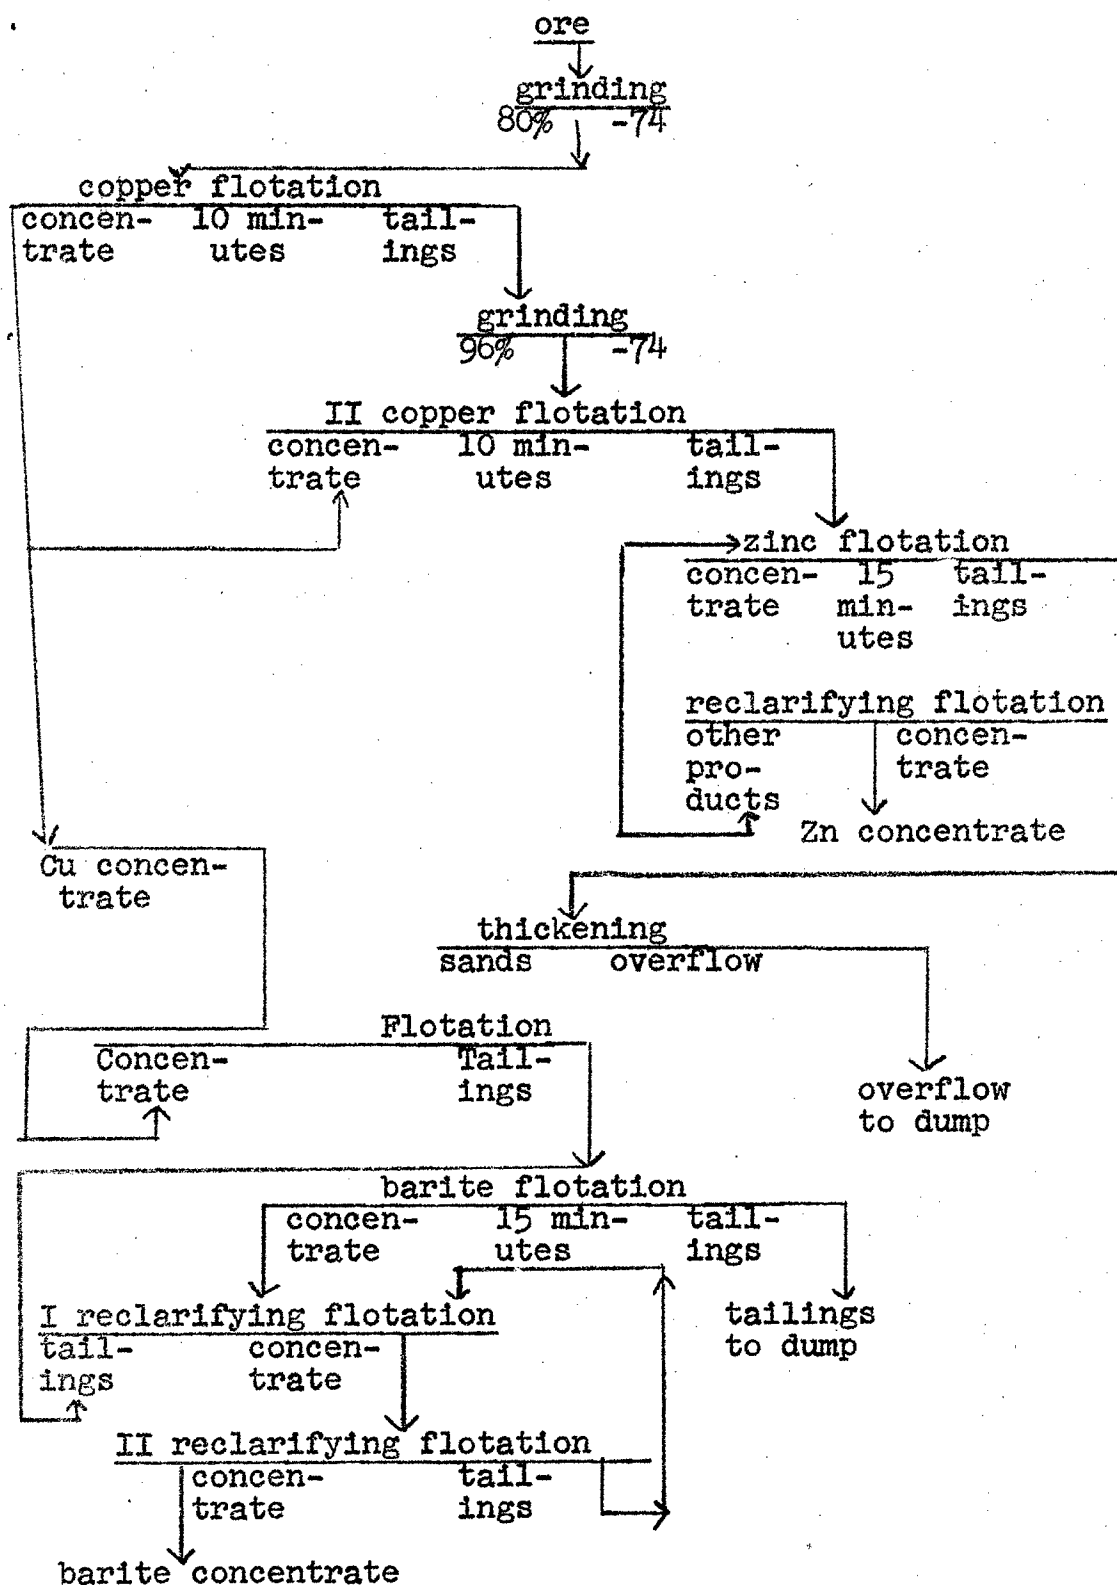 ore
grinding
80% -74
copper flotation
concen- 10 min- tail-
trate utes ings
grinding
96% -74
II copper flotation
concen- 10 min- tail-
trate utes ings
zinc flotation
concen- 15 tail-
trate min- ings
utes
reclarifying flotation
other concen-
pro- trate
ducts
Zn concentrate
Cu concen-
trate
thickening
sands overflow
Flotation
Concen- Tail-
trate ings
overflow
to dump
barite flotation
concen- 15 min- tail-
trate utes ings
I reclarifying flotation
tail- concen-
ings trate
tailings
to dump
II reclarifying flotation
concen- tail-
trate ings
barite concentrate